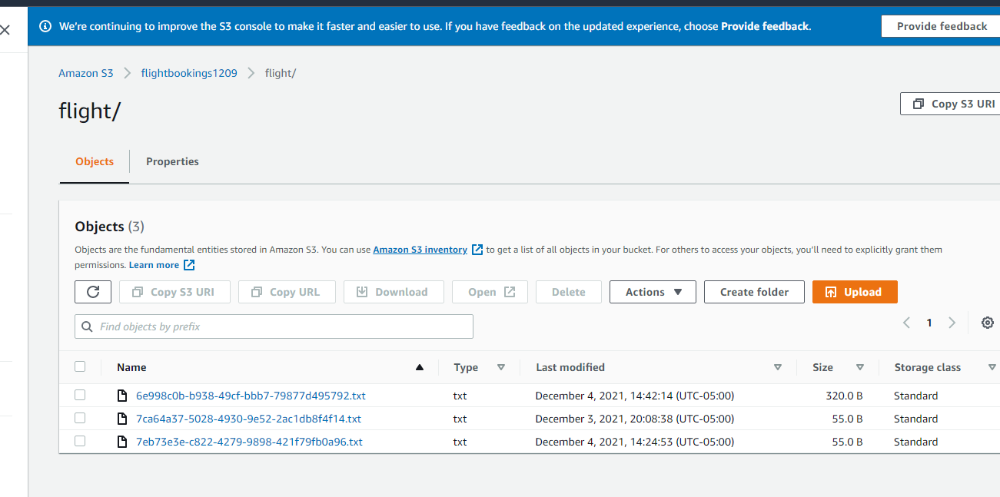 We're continuing to improve the S3 console to make it faster and easier to use. If you have feedback on the updated experience, choose Provide feedback.
Provide feedback
Amazon S3
flightbookings1209
flight/
flight/
Copy S3 URI
Objects
Properties
Objects (3)
Objects are the fundamental entities stored in Amazon S3. You can use Amazon S3 inventory to get a list of all objects in your bucket. For others to access your objects, you'll need to explicitly grant them
permissions. Learn more
Copy S3 URI
Copy URL
Download
Open
Delete
Actions
Create folder
Upload
Find objects by prefix
1
Name Type Last modified Size Storage class
6e998c0b-b938-49cf-bbb7-79877d495792.txt txt December 4, 2021, 14:42:14 (UTC-05:00) 320.0 B Standard
7ca64a37-5028-4930-9e52-2ac1db8f4f14.txt txt December 3, 2021, 20:08:38 (UTC-05:00) 55.0 B Standard
7eb73e3e-c822-4279-9898-421f79fb0a96.txt txt December 4, 2021, 14:24:53 (UTC-05:00) 55.0 B Standard